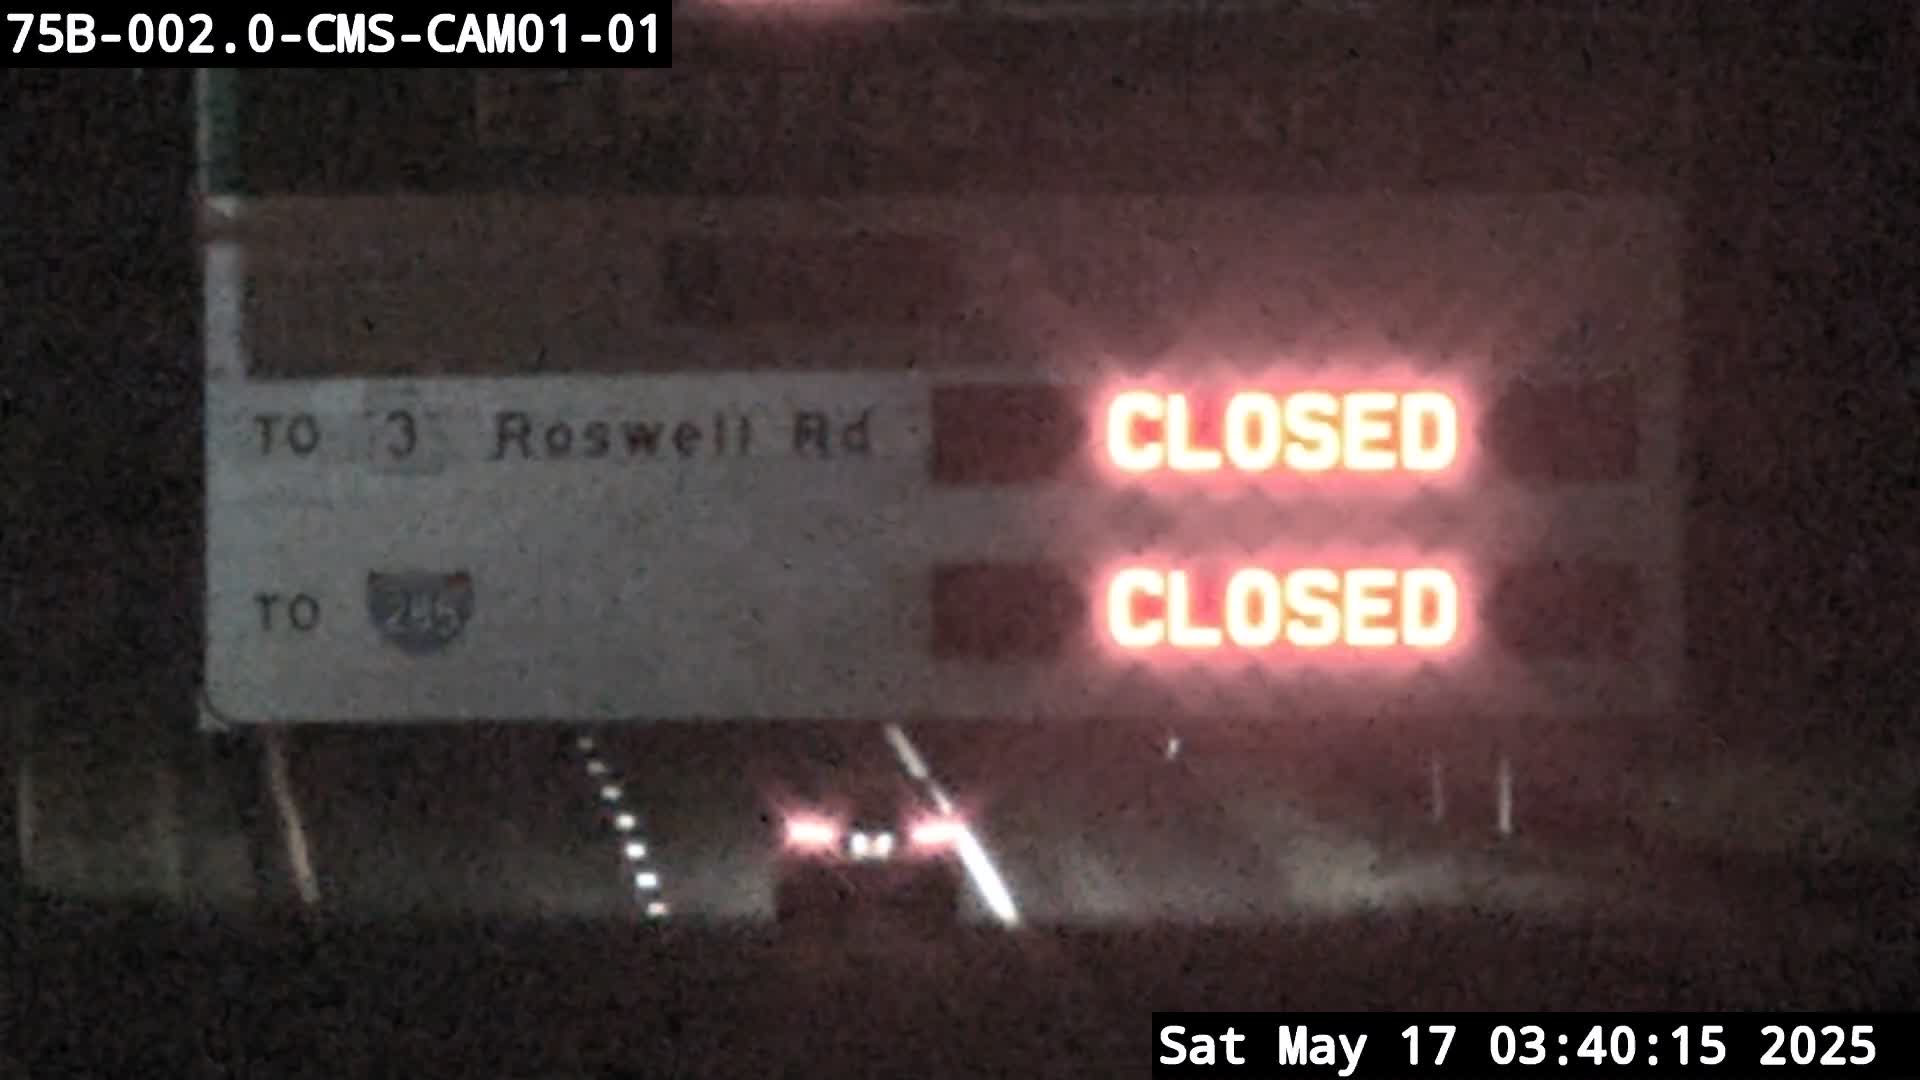 75B-002.0-CMS-CAM01-01
TO 3 Roswell Rd CLOSED
TO 285 CLOSED
Sat May 17 03:40:15 2025